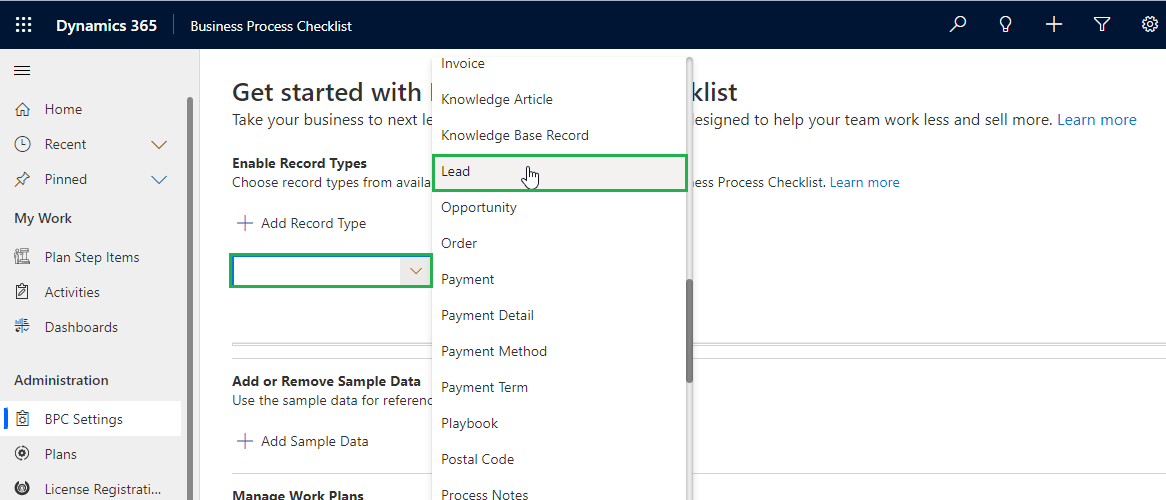 Dynamics 365
Business Process Checklist
Home
Recent
Pinned
My Work
Plan Step Items
Activities
Dashboards
Administration
BPC Settings
Plans
License Registrati...
Get started with klist
Take your business to next le esigned to help your team work less and sell more. Learn more
Enable Record Types
Choose record types from availa ess Process Checklist. Learn more
Add Record Type
Add or Remove Sample Data
Use the sample data for referenc
Add Sample Data
Manage Work Plans
Invoice
Knowledge Article
Knowledge Base Record
Lead
Opportunity
Order
Payment
Payment Detail
Payment Method
Payment Term
Playbook
Postal Code
Process Notes